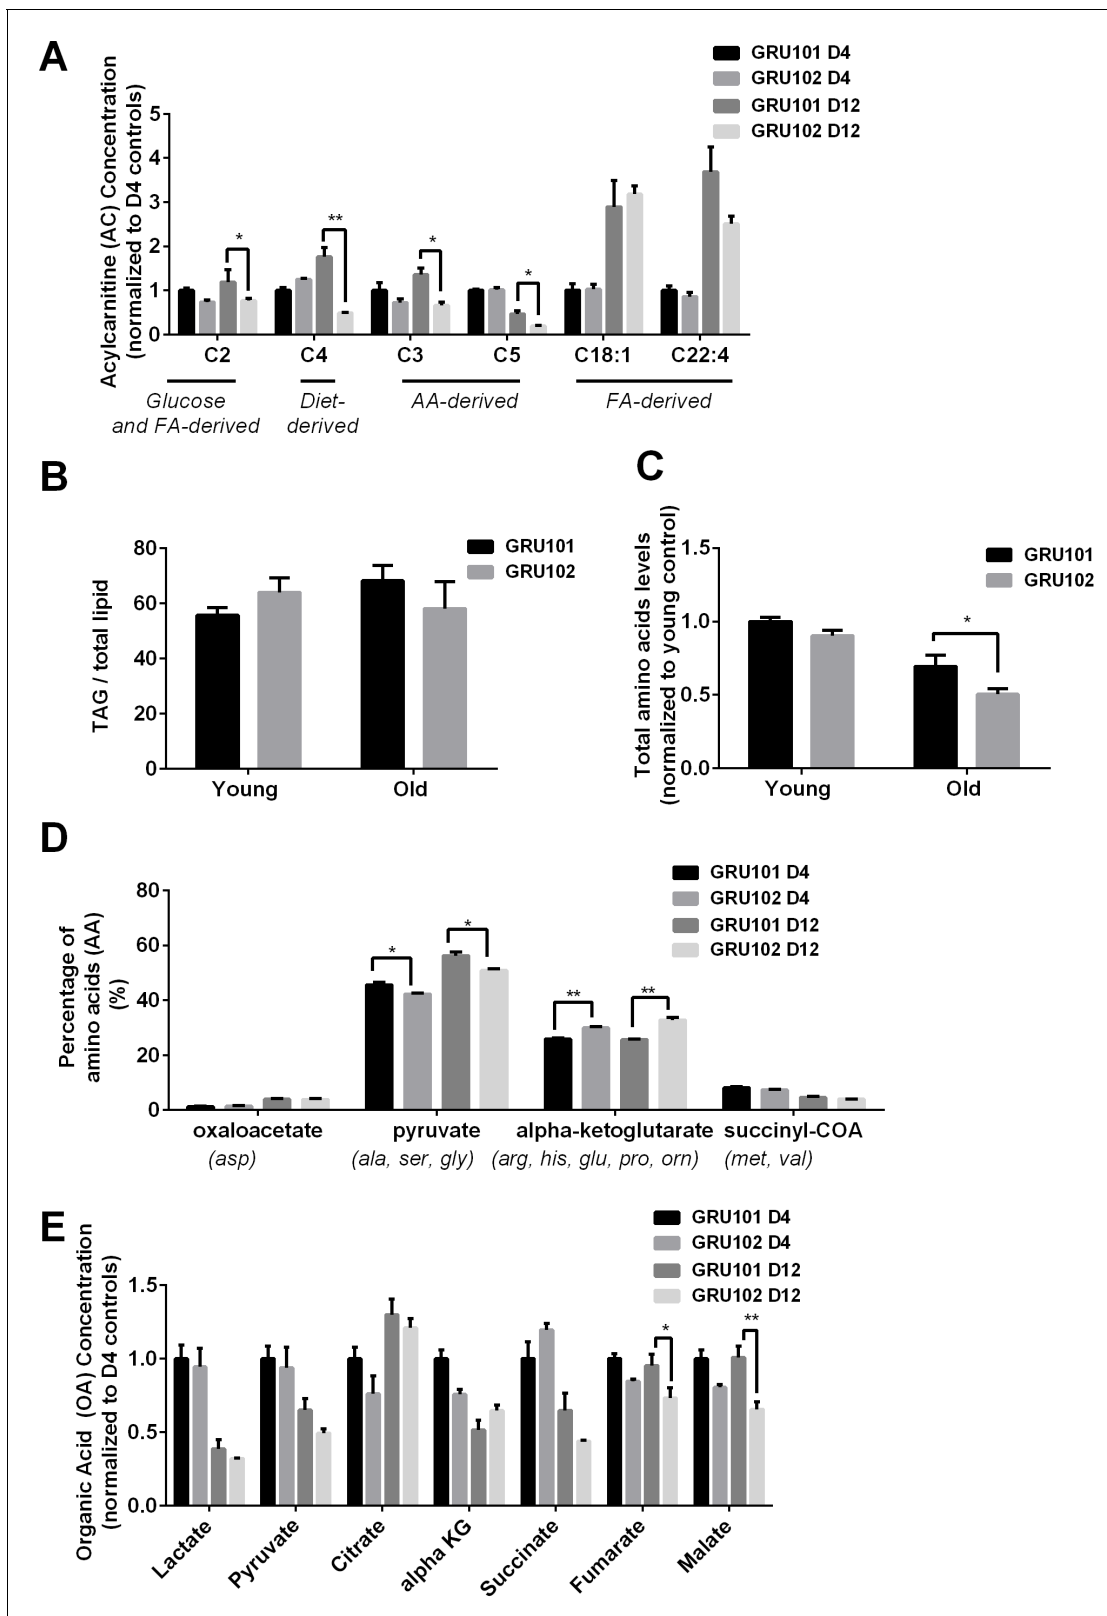 A
GRU101 D4
GRU102 D4
GRU101 D12
GRU102 D12
Acylcarnitine (AC) Concentration
(normalized to D4 controls)
5
4
3
2
1
0
*
**
*
*
C2
C4
C3
C5
C18:1
C22:4
Glucose
and FA-derived
Diet-
derived
AA-derived
FA-derived
B
GRU101
GRU102
TAG / total lipid
80
60
40
20
0
Young
Old
C
GRU101
GRU102
Total amino acids levels
(normalized to young control)
1.5
1.0
0.5
0.0
*
Young
Old
D
GRU101 D4
GRU102 D4
GRU101 D12
GRU102 D12
Percentage of
amino acids (AA)
(%)
80
60
40
20
0
*
*
**
**
oxaloacetate
(asp)
pyruvate
(ala, ser, gly)
alpha-ketoglutarate
(arg, his, glu, pro, orn)
succinyl-COA
(met, val)
E
GRU101 D4
GRU102 D4
GRU101 D12
GRU102 D12
Organic Acid (OA) Concentration
(normalized to D4 controls)
1.5
1.0
0.5
0.0
*
**
Lactate
Pyruvate
Citrate
alpha KG
Succinate
Fumarate
Malate